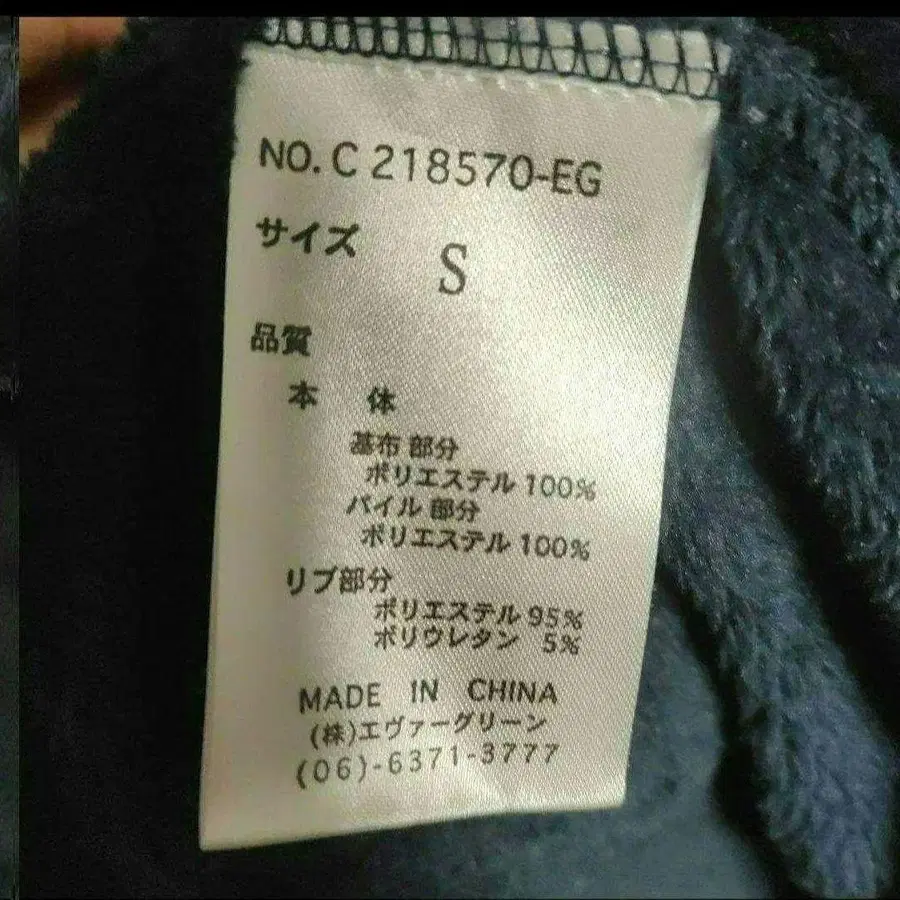 NO. C 218570-EG
サイズ S
品質
本 体
基布 部分
ポリエステル 100%
パイル 部分
ポリエステル 100%
リブ部分
ポリエステル 95%
ポリウレタン 5%
MADE IN CHINA
(株)エヴァーグリーン
(06)-6371-3777